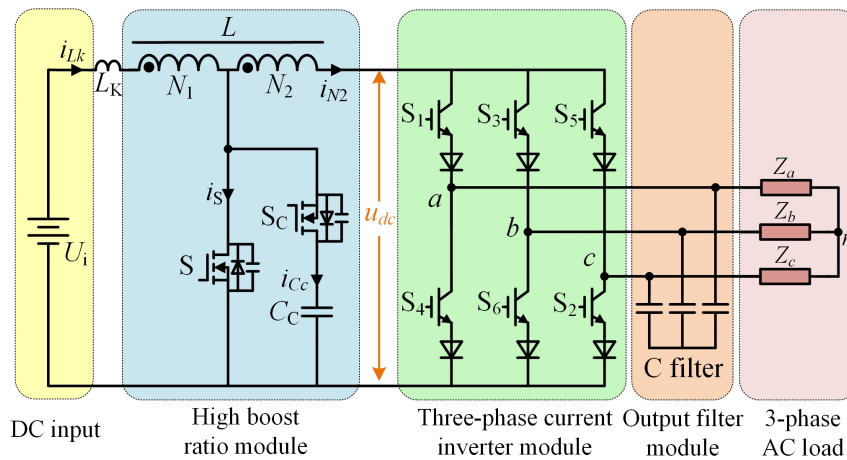 L
i_Lk
L_K
N_1
N_2
i_N2
S_1
S_3
S_5
Z_a
a
i_S
S_C
u_dc
b
Z_b
n
U_i
S
c
Z_c
i_Cc
C_C
S_4
S_6
S_2
C filter
DC input
High boost
ratio module
Three-phase current
inverter module
Output filter
module
3-phase
AC load